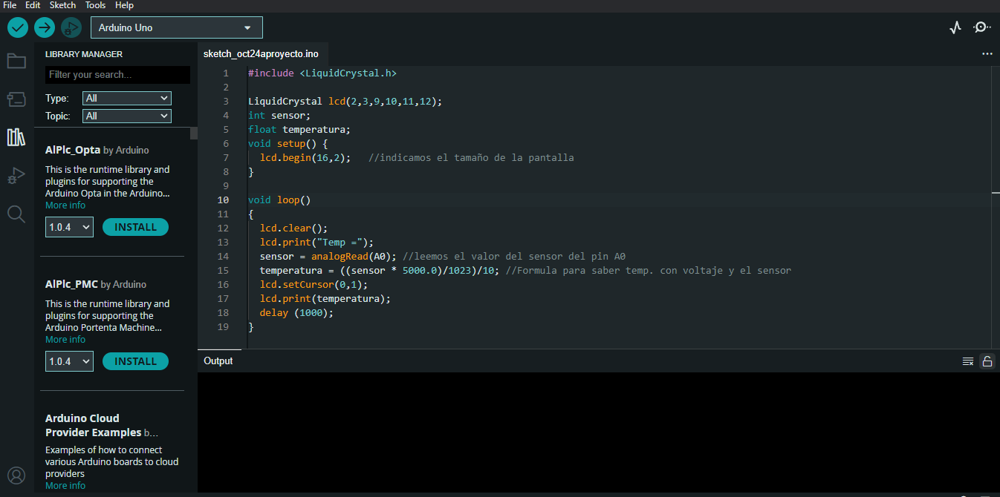 File Edit Sketch Tools Help
Arduino Uno
LIBRARY MANAGER
Filter your search...
Type: All
Topic: All
AlPlc_Opta by Arduino
This is the runtime library and
plugins for supporting the
Arduino Opta in the Arduino...
More info
1.0.4 INSTALL
AlPlc_PMC by Arduino
This is the runtime library and
plugins for supporting the
Arduino Portenta Machine...
More info
1.0.4 INSTALL
Arduino Cloud
Provider Examples b...
Examples of how to connect
various Arduino boards to cloud
providers
More info
sketch_oct24aproyecto.ino
1 #include <LiquidCrystal.h>
2
3 LiquidCrystal lcd(2,3,9,10,11,12);
4 int sensor;
5 float temperatura;
6 void setup() {
7 lcd.begin(16,2); //indicamos el tamaño de la pantalla
8 }
9
10 void loop()
11 {
12 lcd.clear();
13 lcd.print("Temp =");
14 sensor = analogRead(A0); //leemos el valor del sensor del pin A0
15 temperatura = ((sensor * 5000.0)/1023)/10; //Formula para saber temp. con voltaje y el sensor
16 lcd.setCursor(0,1);
17 lcd.print(temperatura);
18 delay (1000);
19 }
Output